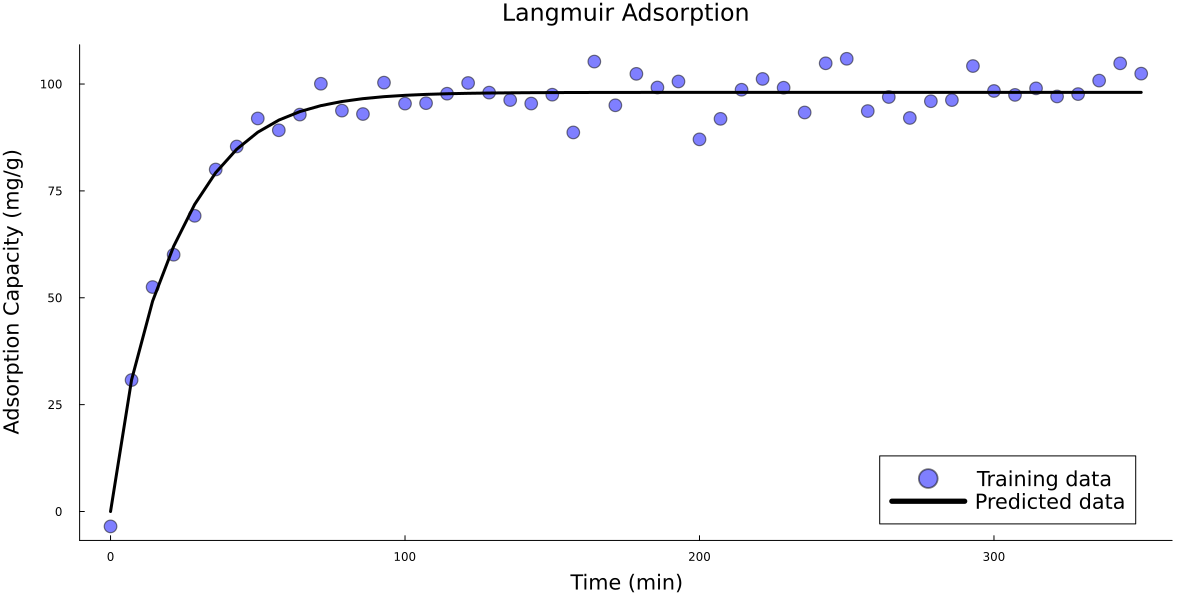 Langmuir Adsorption
Adsorption Capacity (mg/g)
100
75
50
25
0
0
100
200
300
Time (min)
Training data
Predicted data